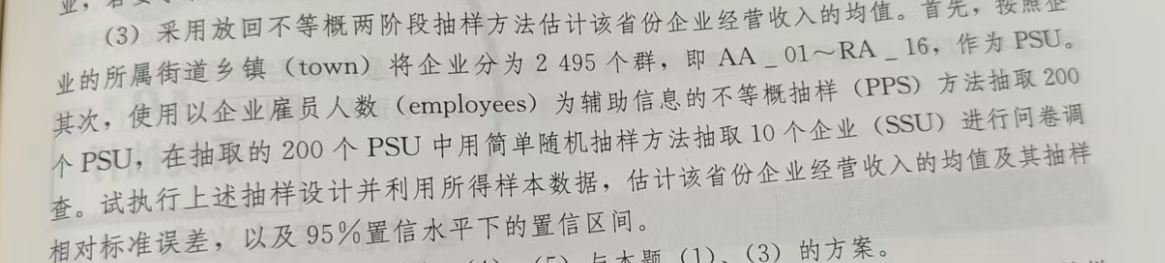 业，若要
(3) 采用放回不等概两阶段抽样方法估计该省份企业经营收入的均值。首先，按照企
业的所属街道乡镇（town）将企业分为 2 495 个群，即 AA _ 01～RA _ 16，作为 PSU。
其次，使用以企业雇员人数（employees）为辅助信息的不等概抽样（PPS）方法抽取 200
个 PSU，在抽取的 200 个 PSU 中用简单随机抽样方法抽取 10 个企业（SSU）进行问卷调
查。试执行上述抽样设计并利用所得样本数据，估计该省份企业经营收入的均值及其抽样
相对标准误差，以及 95%置信水平下的置信区间。
（5）与本题（1）、（3）的方案。